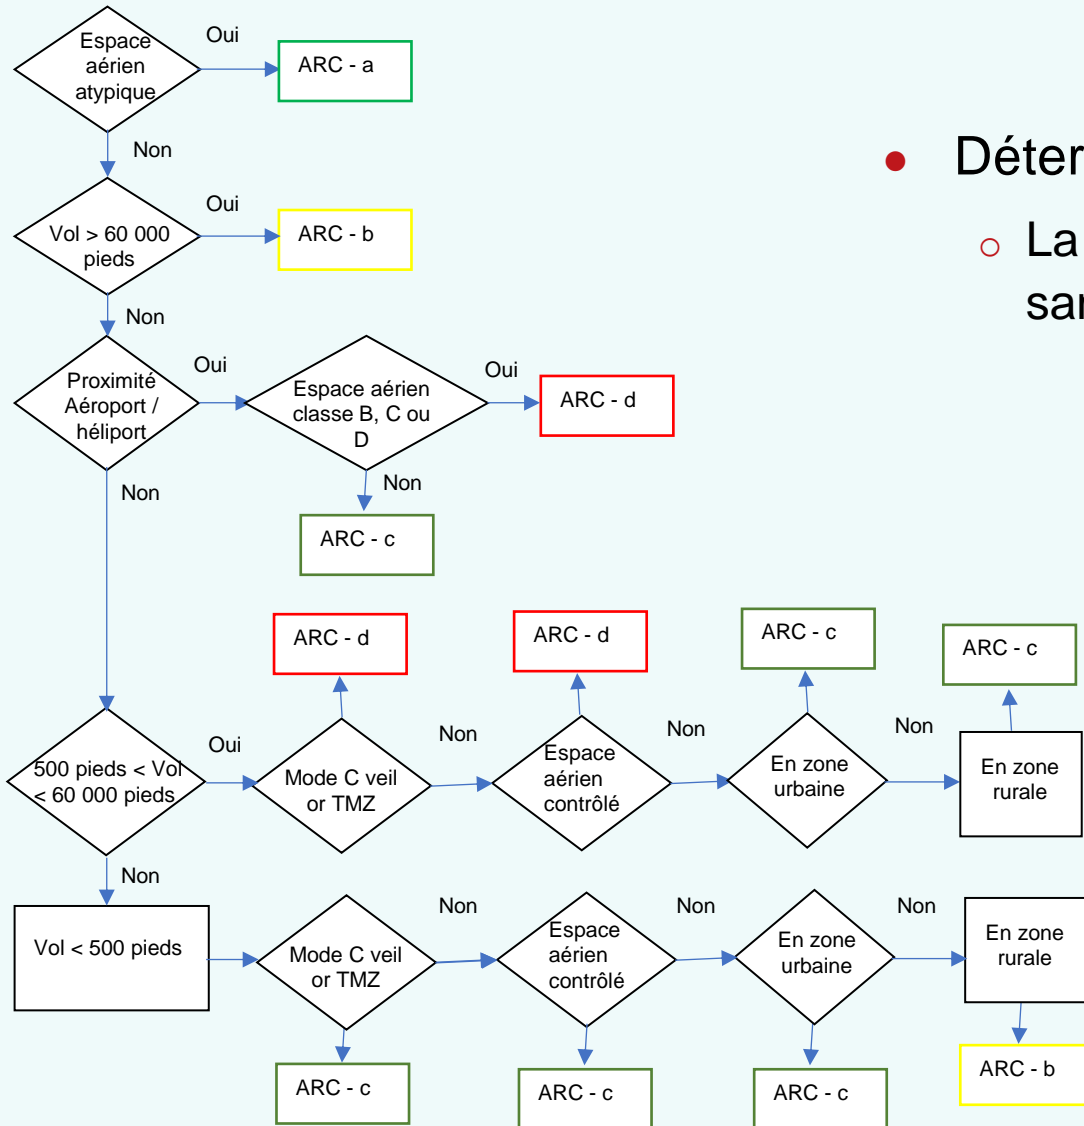 Espace
aérien
atypique
Oui
ARC - a
Non
Vol > 60 000
pieds
Oui
ARC - b
Non
Proximité
Aéroport /
héliport
Oui
Espace aérien
classe B, C ou
D
Oui
ARC - d
Non
ARC - c
Non
500 pieds < Vol
< 60 000 pieds
Oui
Mode C veil
or TMZ
ARC - d
Non
Espace
aérien
contrôlé
ARC - d
Non
En zone
urbaine
ARC - c
Non
En zone
rurale
ARC - c
Non
Vol < 500 pieds
Mode C veil
or TMZ
ARC - c
Non
Espace
aérien
contrôlé
ARC - c
Non
En zone
urbaine
ARC - c
Non
En zone
rurale
ARC - b
• Déter
○ La